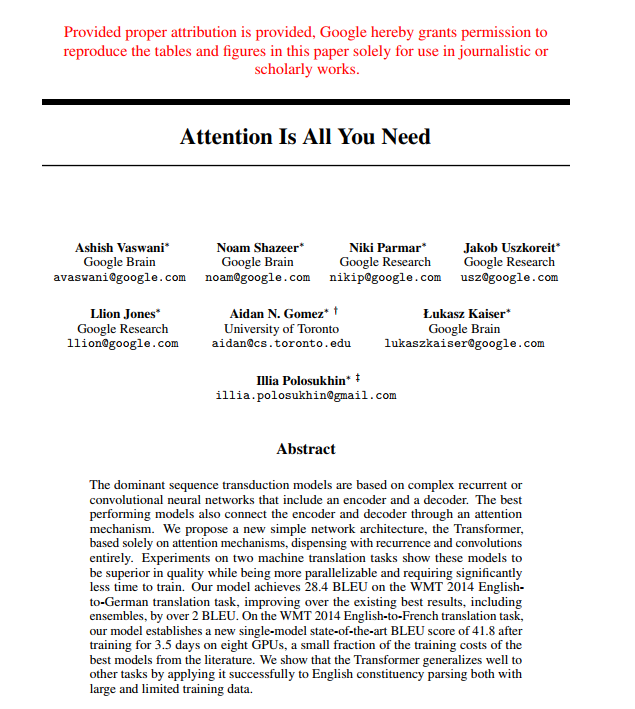 Provided proper attribution is provided, Google hereby grants permission to
reproduce the tables and figures in this paper solely for use in journalistic or
scholarly works.
Attention Is All You Need
Ashish Vaswani* Noam Shazeer* Niki Parmar* Jakob Uszkoreit*
Google Brain Google Brain Google Research Google Research
avaswani@google.com noam@google.com nikip@google.com usz@google.com
Llion Jones* Aidan N. Gomez* † Łukasz Kaiser*
Google Research University of Toronto Google Brain
llion@google.com aidan@cs.toronto.edu lukaszkaiser@google.com
Illia Polosukhin* ‡
illia.polosukhin@gmail.com
Abstract
The dominant sequence transduction models are based on complex recurrent or
convolutional neural networks that include an encoder and a decoder. The best
performing models also connect the encoder and decoder through an attention
mechanism. We propose a new simple network architecture, the Transformer,
based solely on attention mechanisms, dispensing with recurrence and convolutions
entirely. Experiments on two machine translation tasks show these models to
be superior in quality while being more parallelizable and requiring significantly
less time to train. Our model achieves 28.4 BLEU on the WMT 2014 English-
to-German translation task, improving over the existing best results, including
ensembles, by over 2 BLEU. On the WMT 2014 English-to-French translation task,
our model establishes a new single-model state-of-the-art BLEU score of 41.8 after
training for 3.5 days on eight GPUs, a small fraction of the training costs of the
best models from the literature. We show that the Transformer generalizes well to
other tasks by applying it successfully to English constituency parsing both with
large and limited training data.